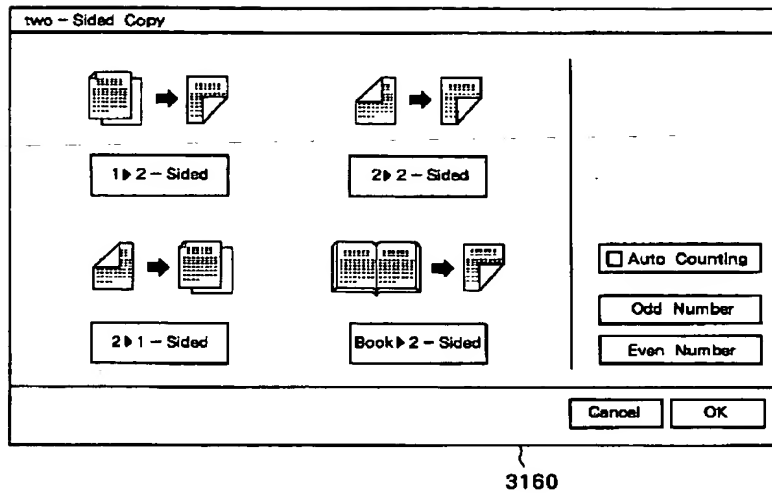 two – Sided Copy
1▶2 – Sided
2▶2 – Sided
2▶1 – Sided
Book▶2 – Sided
Auto Counting
Odd Number
Even Number
Cancel
OK
3160